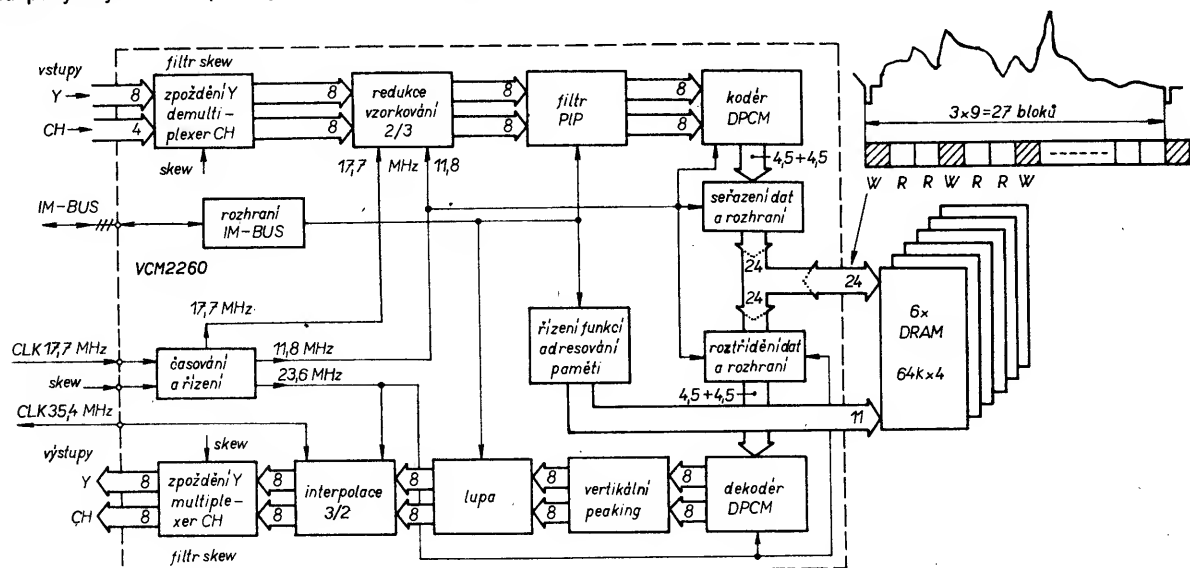 vstupy
Y
CH
8
4
filtr skew
zpoždění Y
demulti-
plexer CH
skew
8
8
redukce
vzorkování
2/3
17,7 MHz 11,8
8
8
filtr
PIP
8
8
kodér
DPCM
4,5+4,5
seřazení dat
a rozhraní
24
24
24
3×9=27 bloků
W R R W R R W
IM-BUS
rozhraní
IM-BUS
VCM2260
17,7 MHz
CLK 17,7 MHz
skew
CLK 35,4 MHz
časování
a řízení
11,8 MHz
23,6 MHz
řízení funkcí
adresování
paměti
roztřídění dat
a rozhraní
4,5+4,5
11
6x
DRAM
64k×4
výstupy
Y
CH
8
8
skew
zpoždění Y
multiple-
xer CH
filtr skew
8
8
interpolace
3/2
8
8
lupa
8
8
vertikální
peaking
8
8
dekodér
DPCM